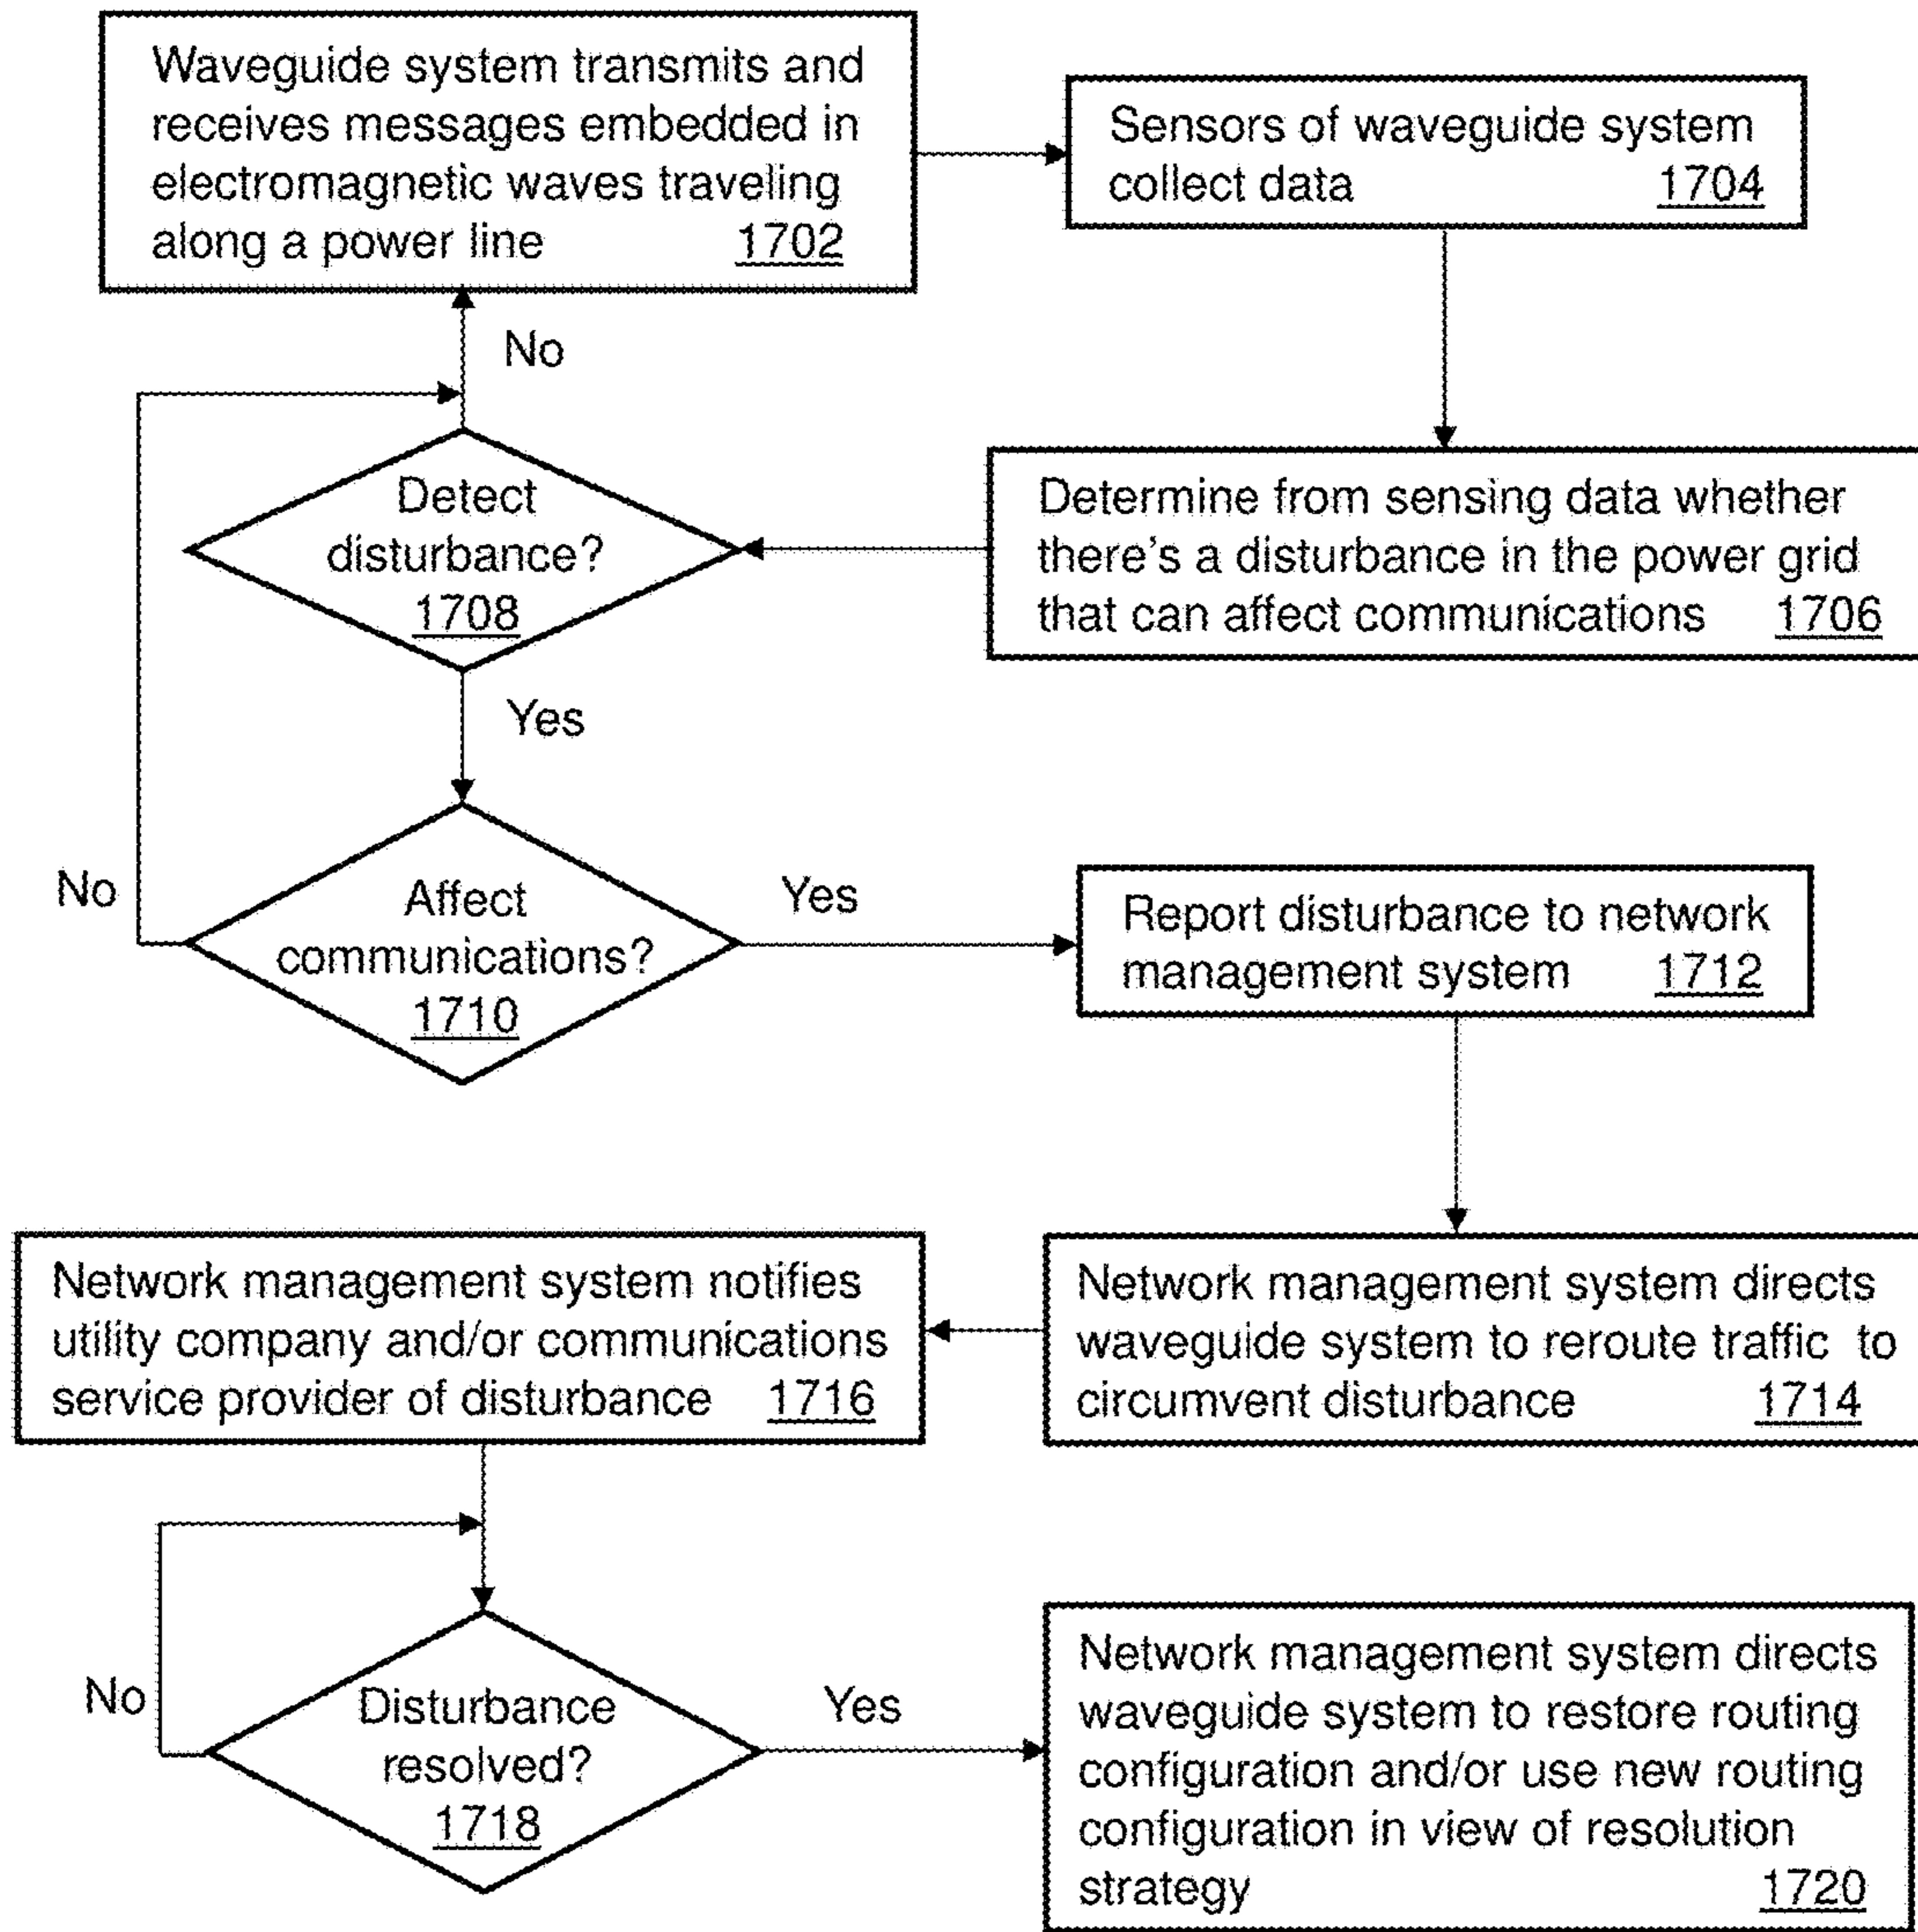 Waveguide system transmits and
receives messages embedded in
electromagnetic waves traveling
along a power line 1702
Sensors of waveguide system
collect data 1704
No
Detect
disturbance?
1708
Determine from sensing data whether
there's a disturbance in the power grid
that can affect communications 1706
Yes
No
Affect
communications?
1710
Yes
Report disturbance to network
management system 1712
Network management system notifies
utility company and/or communications
service provider of disturbance 1716
Network management system directs
waveguide system to reroute traffic to
circumvent disturbance 1714
No
Disturbance
resolved?
1718
Yes
Network management system directs
waveguide system to restore routing
configuration and/or use new routing
configuration in view of resolution
strategy 1720